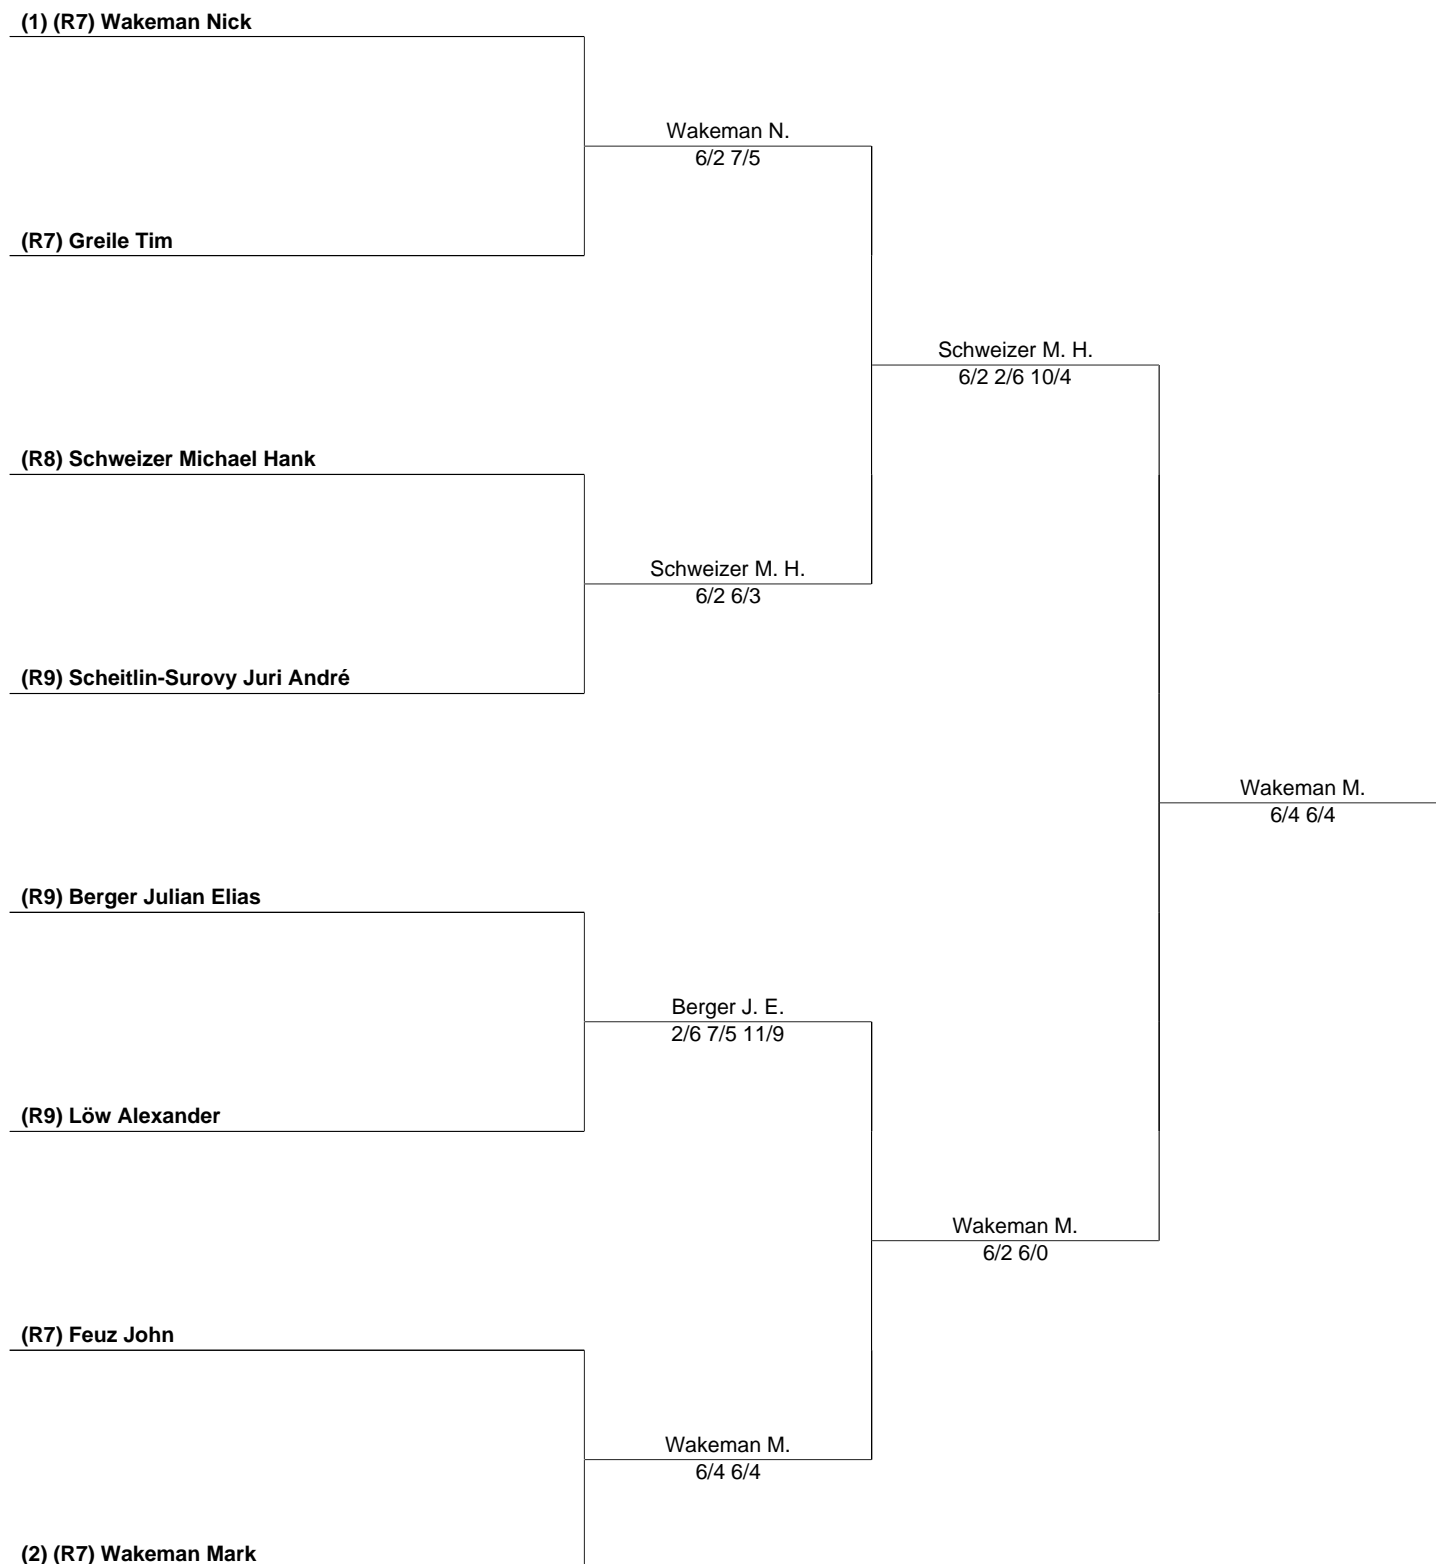 (1) (R7) Wakeman Nick
Wakeman N.
6/2 7/5
(R7) Greile Tim
Schweizer M. H.
6/2 2/6 10/4
(R8) Schweizer Michael Hank
Schweizer M. H.
6/2 6/3
(R9) Scheitlin-Surovy Juri André
Wakeman M.
6/4 6/4
(R9) Berger Julian Elias
Berger J. E.
2/6 7/5 11/9
(R9) Löw Alexander
Wakeman M.
6/2 6/0
(R7) Feuz John
Wakeman M.
6/4 6/4
(2) (R7) Wakeman Mark